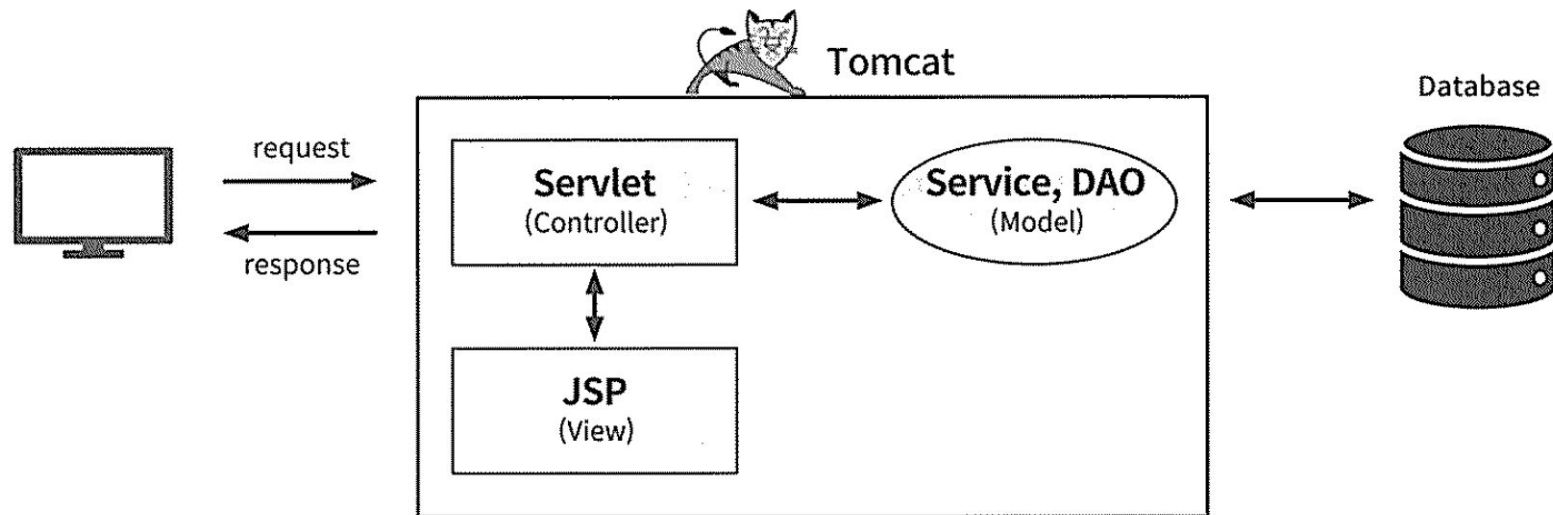 Tomcat
Database
request
response
Servlet
(Controller)
Service, DAO
(Model)
JSP
(View)